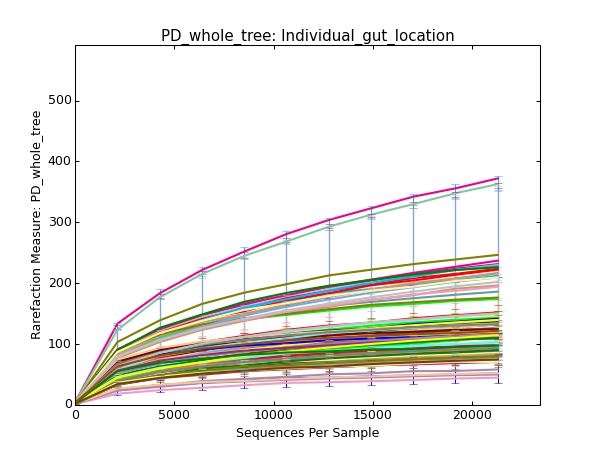 PD_whole_tree: Individual_gut_location
500
400
300
200
100
0
Rarefaction Measure: PD_whole_tree
0 5000 10000 15000 20000
Sequences Per Sample